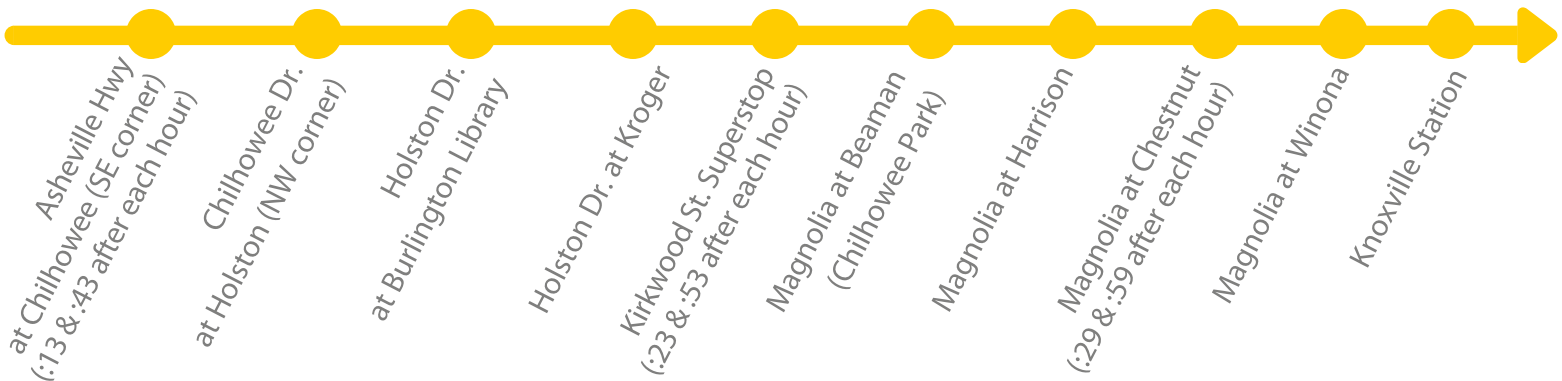 Asheville Hwy
at Chilhowee (SE corner)
(:13 & :43 after each hour)
Chilhowee Dr.
at Holston (NW corner)
Holston Dr.
at Burlington Library
Holston Dr. at Kroger
Kirkwood St. Superstop
(:23 & :53 after each hour)
Magnolia at Beaman
(Chilhowee Park)
Magnolia at Harrison
Magnolia at Chestnut
(:29 & :59 after each hour)
Magnolia at Winona
Knoxville Station